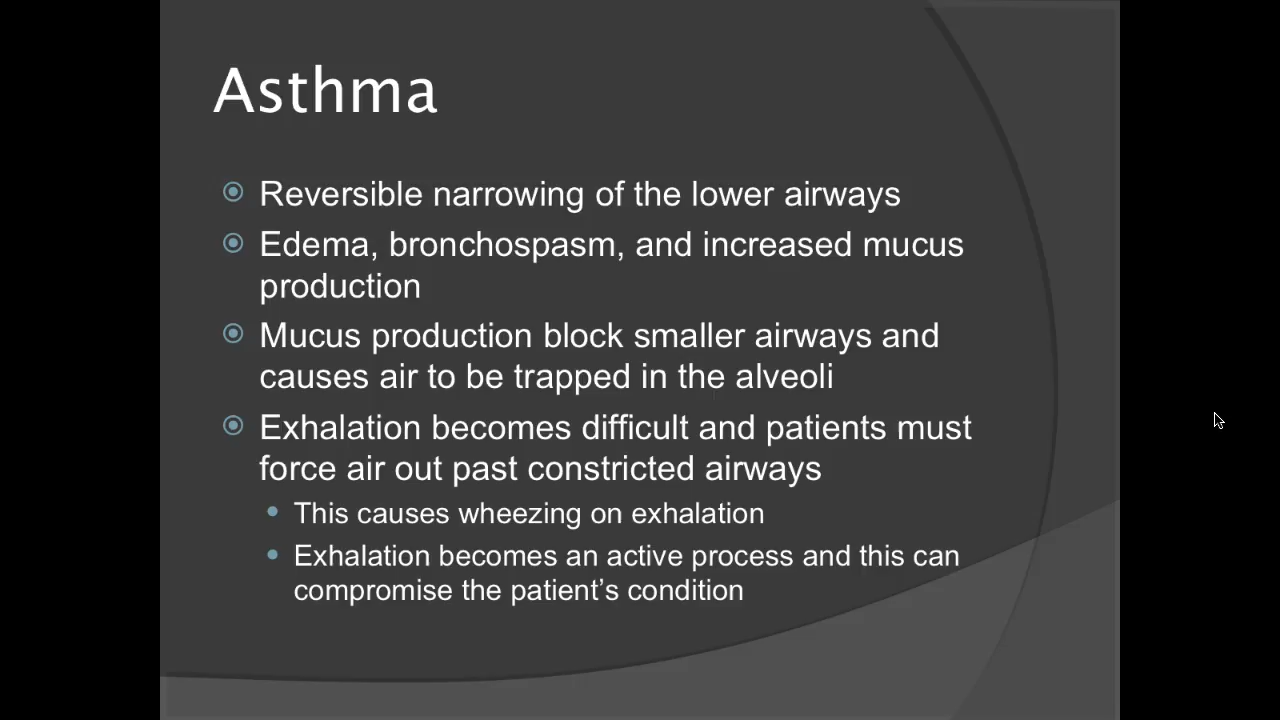 Asthma
Reversible narrowing of the lower airways
Edema, bronchospasm, and increased mucus
production
Mucus production block smaller airways and
causes air to be trapped in the alveoli
Exhalation becomes difficult and patients must
force air out past constricted airways
This causes wheezing on exhalation
Exhalation becomes an active process and this can
compromise the patient’s condition